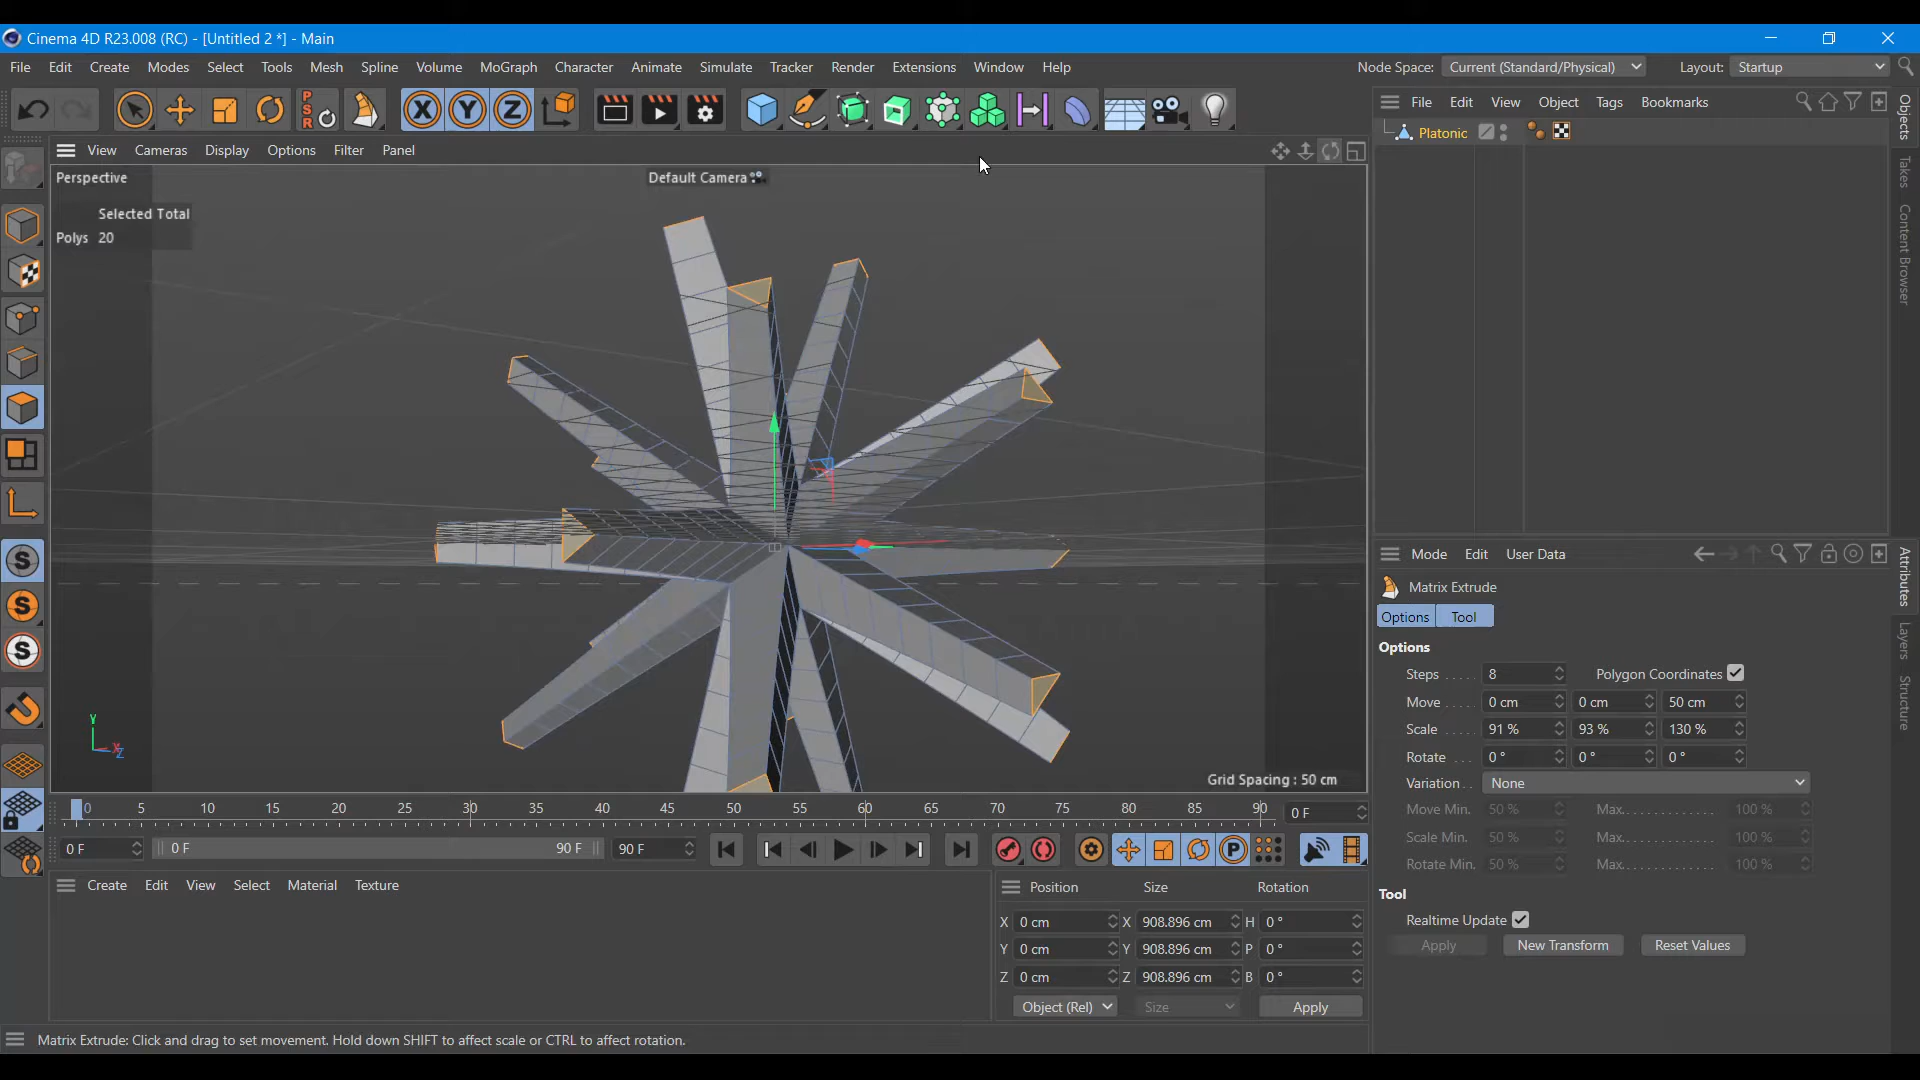 Cinema 4D R23.008 (RC) - [Untitled 2 *] - Main
File Edit Create Modes Select Tools Mesh Spline Volume MoGraph Character Animate Simulate Tracker Render Extensions Window Help
Node Space: Current (Standard/Physical) Layout: Startup
PSR X Y Z
File Edit View Object Tags Bookmarks
Platonic
View Cameras Display Options Filter Panel
Perspective
Default Camera
Selected Total
Polys 20
Y
X
Z
Grid Spacing : 50 cm
S
S
S
Objects
Takes
Content Browser
Mode Edit User Data
Matrix Extrude
Options Tool
Options
Steps ..... 8 Polygon Coordinates
Move .... 0 cm 0 cm 50 cm
Scale .... 91 % 93 % 130 %
Rotate ... 0 ° 0 ° 0 °
Variation .. None
Move Min. 50 % Max. 100 %
Scale Min. 50 % Max. 100 %
Rotate Min. 50 % Max. 100 %
Tool
Realtime Update
Apply New Transform Reset Values
Attributes
Layers
Structure
0 5 10 15 20 25 30 35 40 45 50 55 60 65 70 75 80 85 90 0 F
0 F 0 F 90 F 90 F
P
Create Edit View Select Material Texture
Position Size Rotation
X 0 cm X 908.896 cm H 0 °
Y 0 cm Y 908.896 cm P 0 °
Z 0 cm Z 908.896 cm B 0 °
Object (Rel) Size Apply
Matrix Extrude: Click and drag to set movement. Hold down SHIFT to affect scale or CTRL to affect rotation.